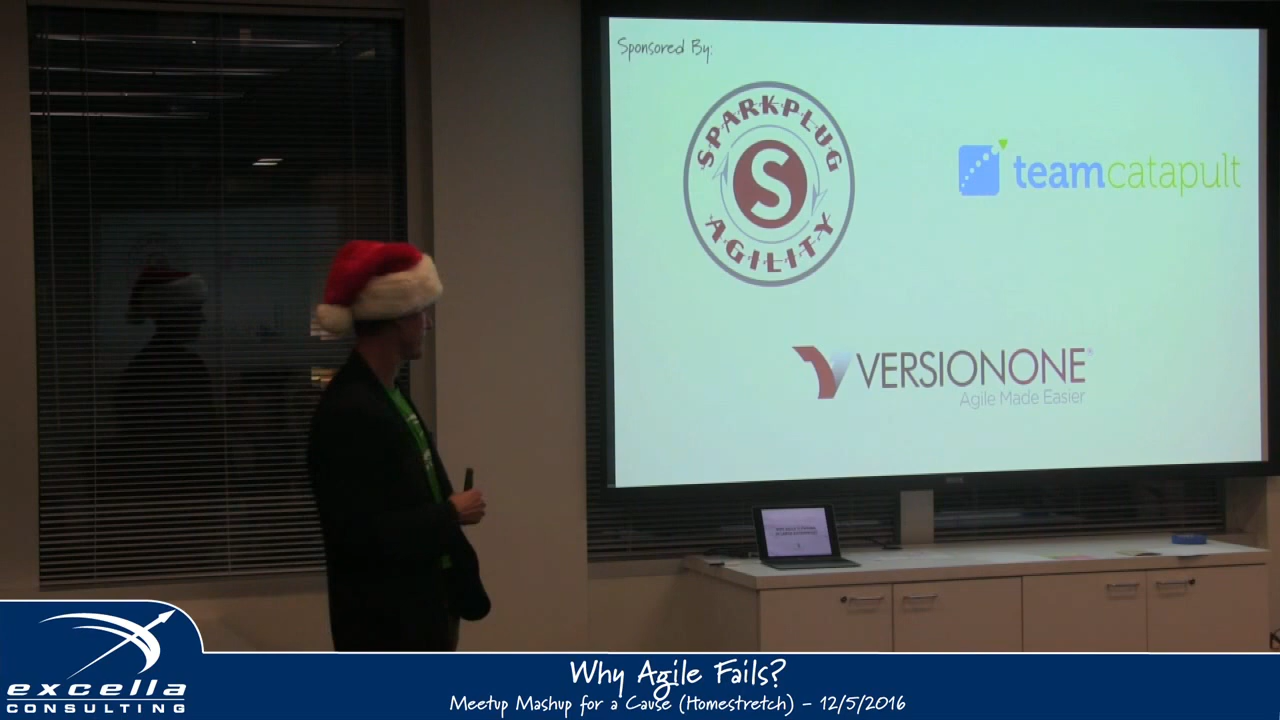 Sponsored By:
SPARKPLUG
S
AGILITY
teamcatapult
VERSIONONE®
Agile Made Easier
excella
CONSULTING
Why Agile Fails?
Meetup Mashup for a Cause (Homestretch) - 12/5/2016